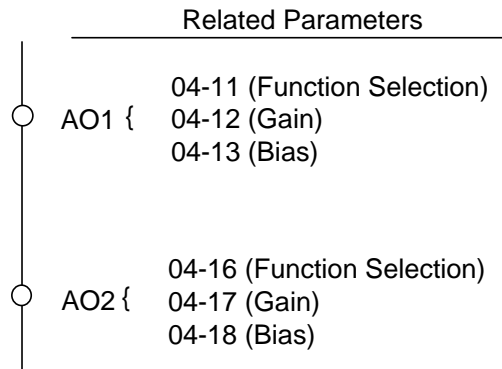 Related Parameters
04-11 (Function Selection)
AO1 { 04-12 (Gain)
04-13 (Bias)
04-16 (Function Selection)
AO2 { 04-17 (Gain)
04-18 (Bias)